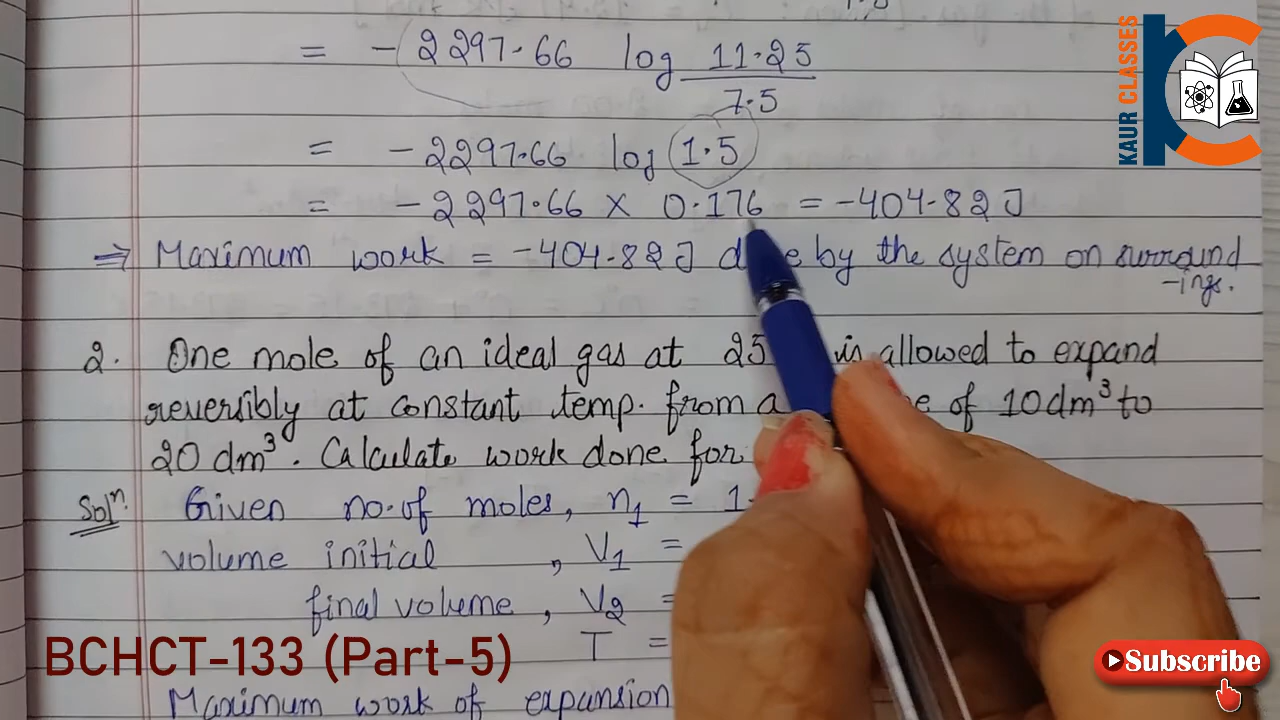 = - 2297.66 log 11.25
7.5
= - 2297.66 log 1.5
= - 2297.66 x 0.176 = -404.82 J
⇒ Maximum work = -404.82 J by the system on surround
-ings.
2. One mole of an ideal gas at 25 is allowed to expand
reversibly at constant temp. from a of 10 dm³ to
20 dm³. Calculate work done for
Solⁿ. Given no. of moles, n₁ = 1
volume initial , V₁ =
final volume , V₂ =
T =
Maximum work of expansion
KAUR CLASSES
BCHCT-133 (Part-5)
Subscribe